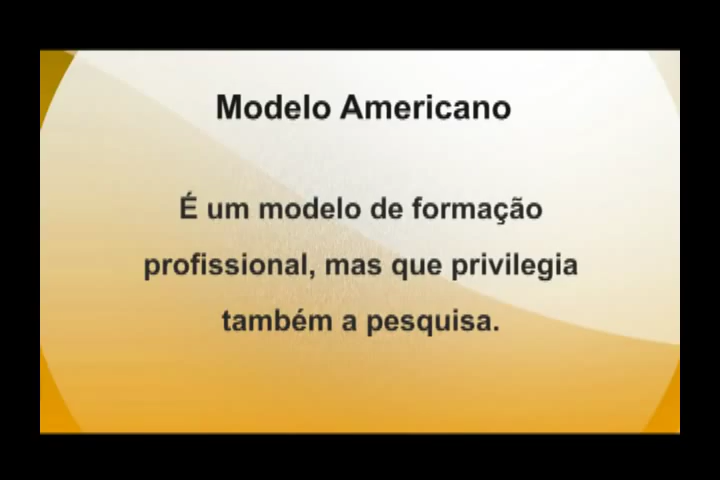 Modelo Americano
É um modelo de formação
profissional, mas que privilegia
também a pesquisa.